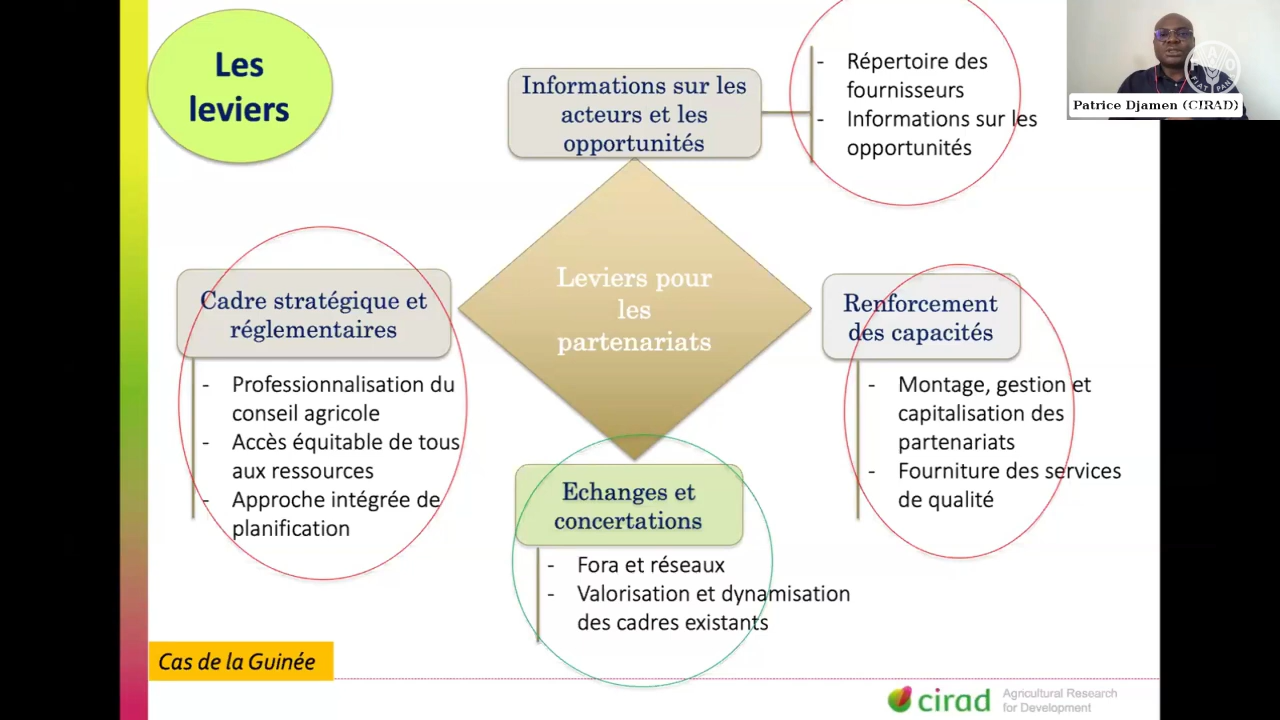 Les
leviers
Informations sur les
acteurs et les
opportunités
- Répertoire des
fournisseurs
- Informations sur les
opportunités
Patrice Djamen (CIRAD)
FAO
FIAT PANIS
Leviers pour
les
partenariats
Cadre stratégique et
réglementaires
- Professionnalisation du
conseil agricole
- Accès équitable de tous
aux ressources
- Approche intégrée de
planification
Renforcement
des capacités
- Montage, gestion et
capitalisation des
partenariats
- Fourniture des services
de qualité
Echanges et
concertations
- Fora et réseaux
- Valorisation et dynamisation
des cadres existants
Cas de la Guinée
cirad
Agricultural Research
for Development